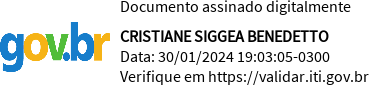 Documento assinado digitalmente
gov.br
CRISTIANE SIGGEA BENEDETTO
Data: 30/01/2024 19:03:05-0300
Verifique em https://validar.iti.gov.br